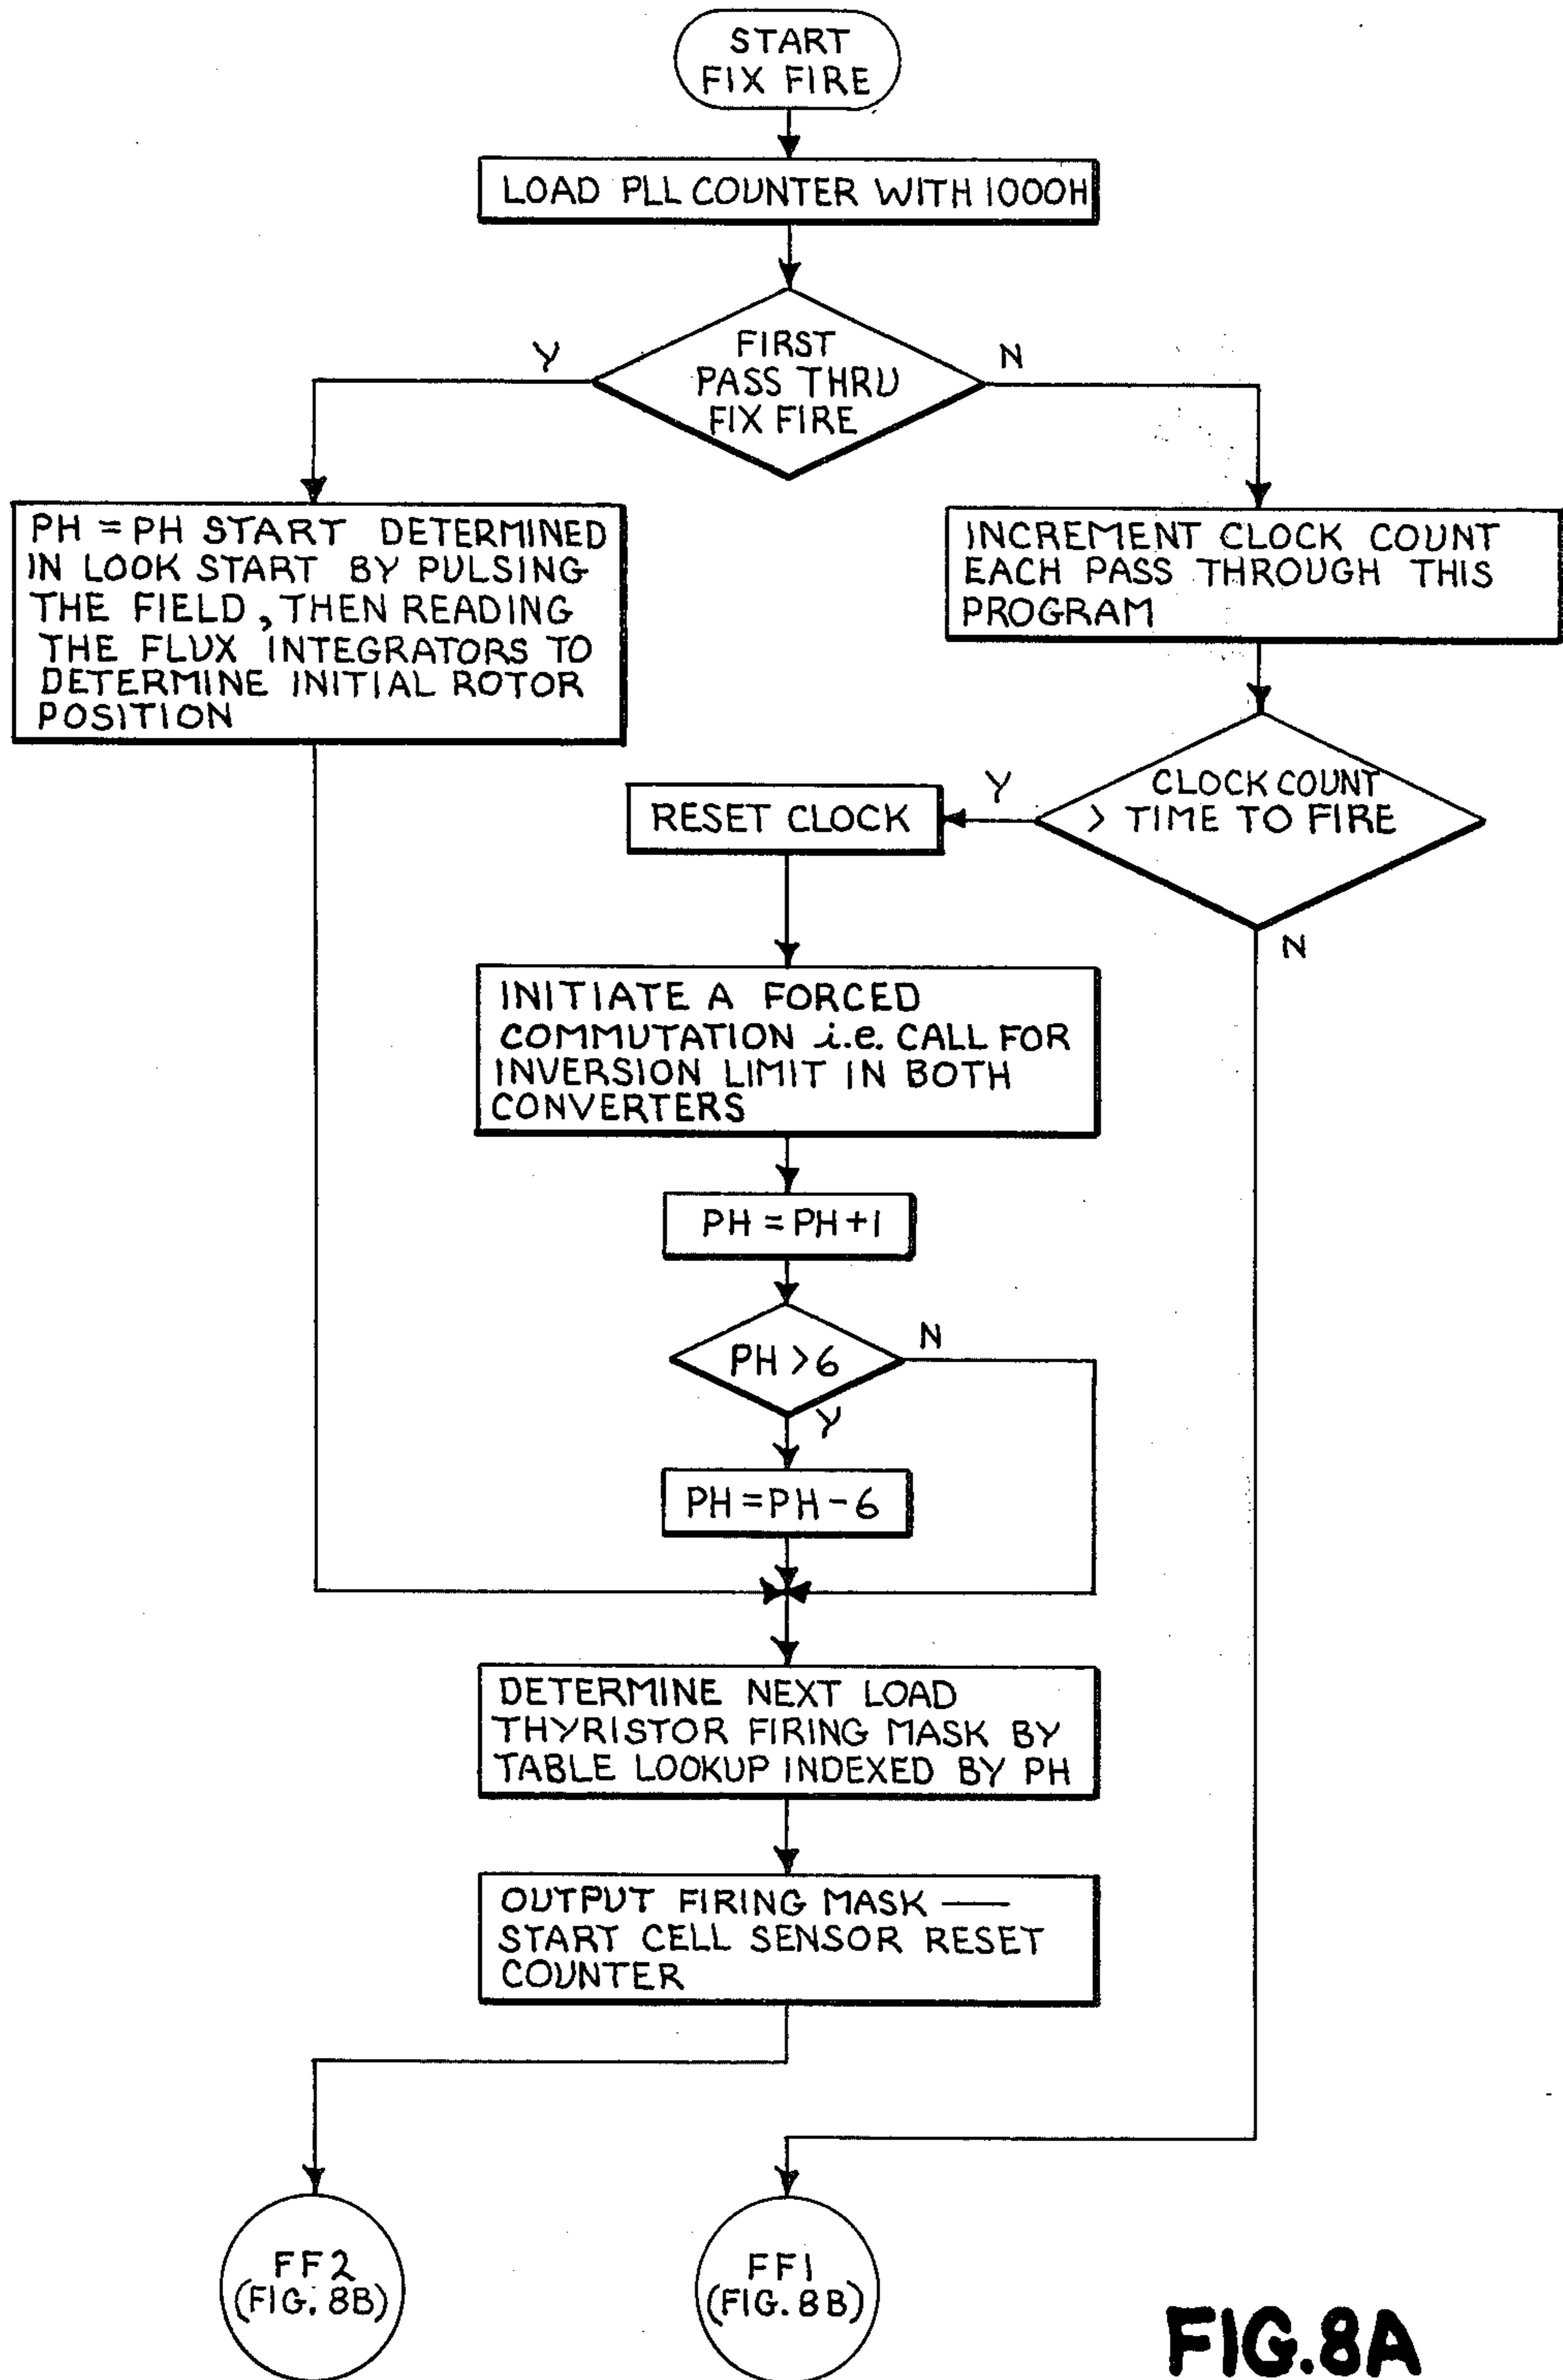 START
FIX FIRE
LOAD PLL COUNTER WITH 1000H
FIRST
PASS THRU
FIX FIRE
Y
N
PH = PH START DETERMINED
IN LOOK START BY PULSING
THE FIELD, THEN READING
THE FLUX INTEGRATORS TO
DETERMINE INITIAL ROTOR
POSITION
INCREMENT CLOCK COUNT
EACH PASS THROUGH THIS
PROGRAM
CLOCK COUNT
> TIME TO FIRE
Y
N
RESET CLOCK
INITIATE A FORCED
COMMUTATION i.e. CALL FOR
INVERSION LIMIT IN BOTH
CONVERTERS
PH = PH+1
PH > 6
N
Y
PH = PH - 6
DETERMINE NEXT LOAD
THYRISTOR FIRING MASK BY
TABLE LOOKUP INDEXED BY PH
OUTPUT FIRING MASK —
START CELL SENSOR RESET
COUNTER
FF2
(FIG. 8B)
FF1
(FIG. 8B)
FIG.8A